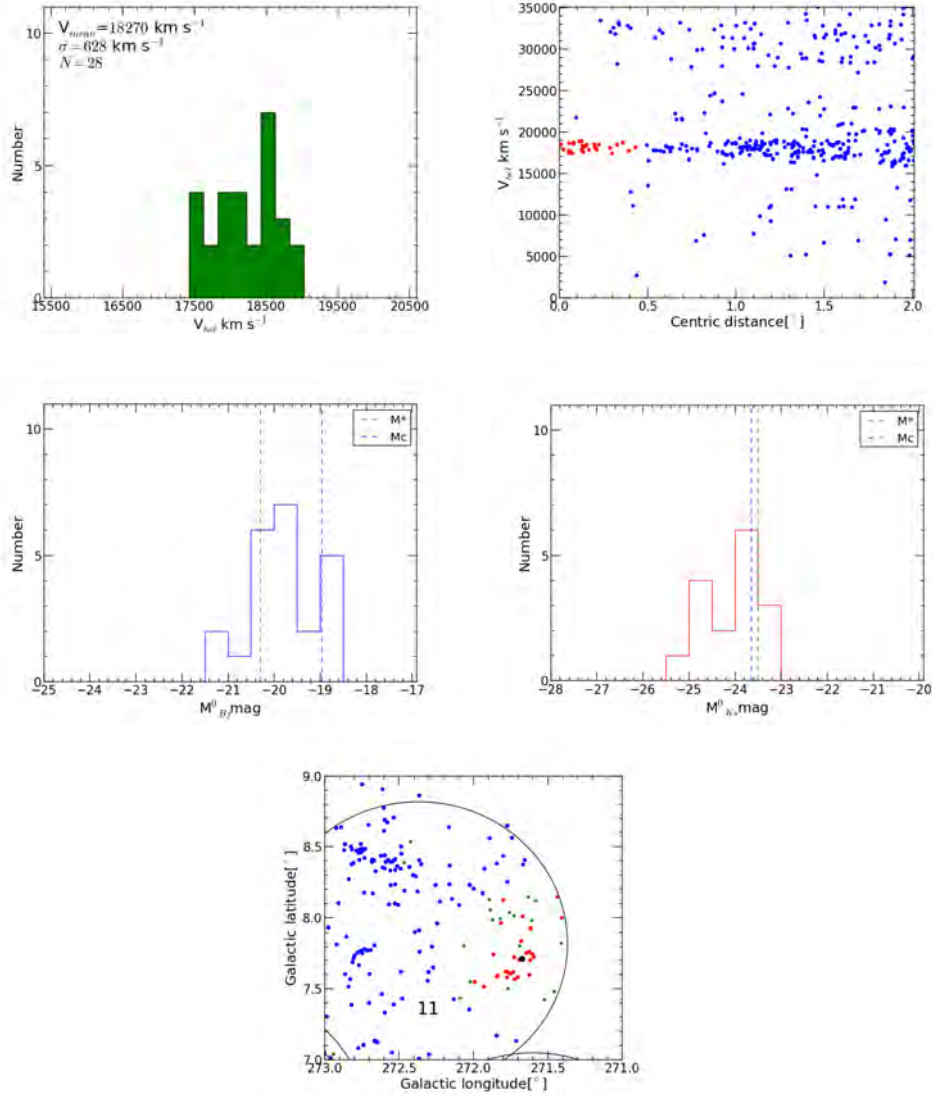 V_mean=18270 km s⁻¹
σ=628 km s⁻¹
N=28
10
5
0
Number
15500 16500 17500 18500 19500 20500
V_hel km s⁻¹
35000
30000
25000
20000
15000
10000
5000
0
V_hel km s⁻¹
0.0 0.5 1.0 1.5 2.0
Centric distance[°]
M*
Mc
10
5
0
Number
−25 −24 −23 −22 −21 −20 −19 −18 −17
M⁰_Bj mag
M*
Mc
10
5
0
Number
−28 −27 −26 −25 −24 −23 −22 −21 −20
M⁰_Ks mag
9.0
8.5
8.0
7.5
7.0
Galactic latitude[°]
11
273.0 272.5 272.0 271.5 271.0
Galactic longitude[°]